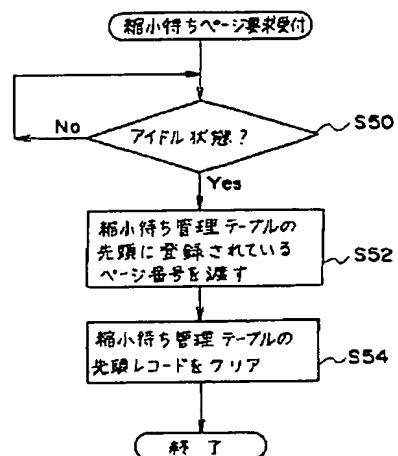 縮小待ちページ要求受付
アイドル状態?
S50
No
Yes
縮小待ち管理テーブルの
先頭に登録されている
ページ番号を渡す
S52
縮小待ち管理テーブルの
先頭レコードをクリア
S54
終了